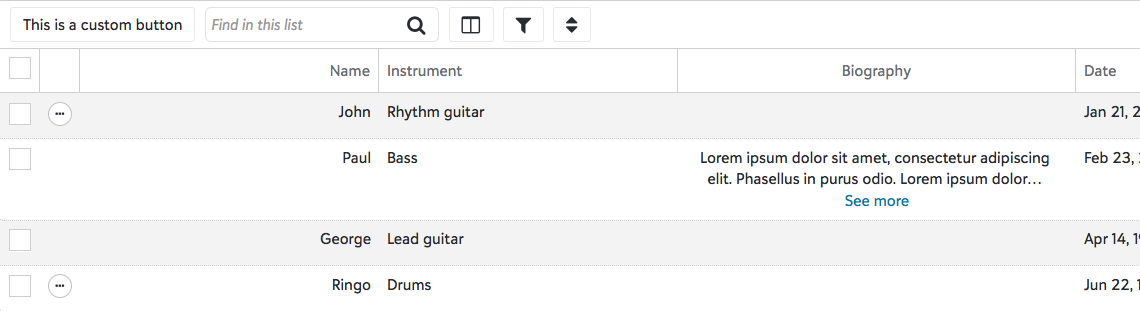 This is a custom button Find in this list
Name Instrument Biography Date
John Rhythm guitar Jan 21, 2
Paul Bass Lorem ipsum dolor sit amet, consectetur adipiscing Feb 23,
elit. Phasellus in purus odio. Lorem ipsum dolor...
See more
George Lead guitar Apr 14, 19
Ringo Drums Jun 22, 1